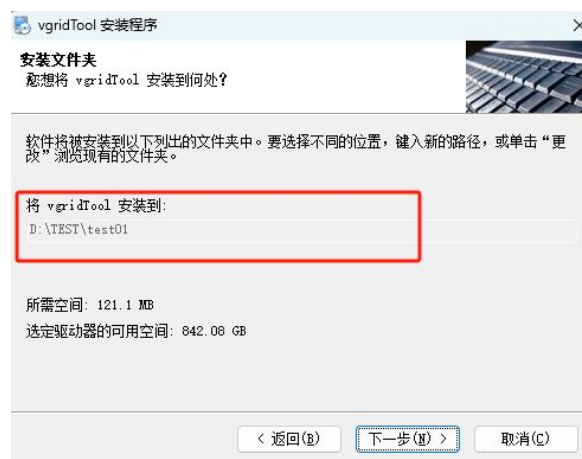 vgridTool 安装程序
安装文件夹
您想将 vgridTool 安装到何处?
软件将被安装到以下列出的文件夹中。要选择不同的位置，键入新的路径，或单击“更
改”浏览现有的文件夹。
将 vgridTool 安装到:
D:\TEST\test01
所需空间: 121.1 MB
选定驱动器的可用空间: 842.08 GB
< 返回(B) 下一步(N) > 取消(C)